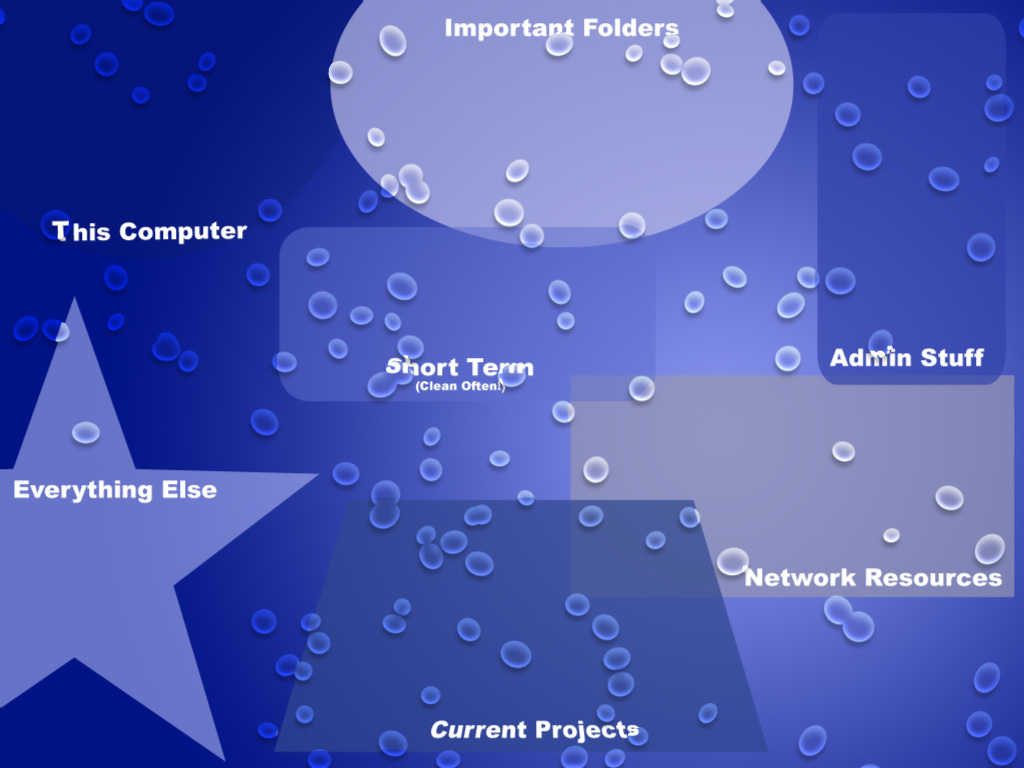 Important Folders
This Computer
Short Term
(Clean Often!)
Admin Stuff
Everything Else
Network Resources
Current Projects